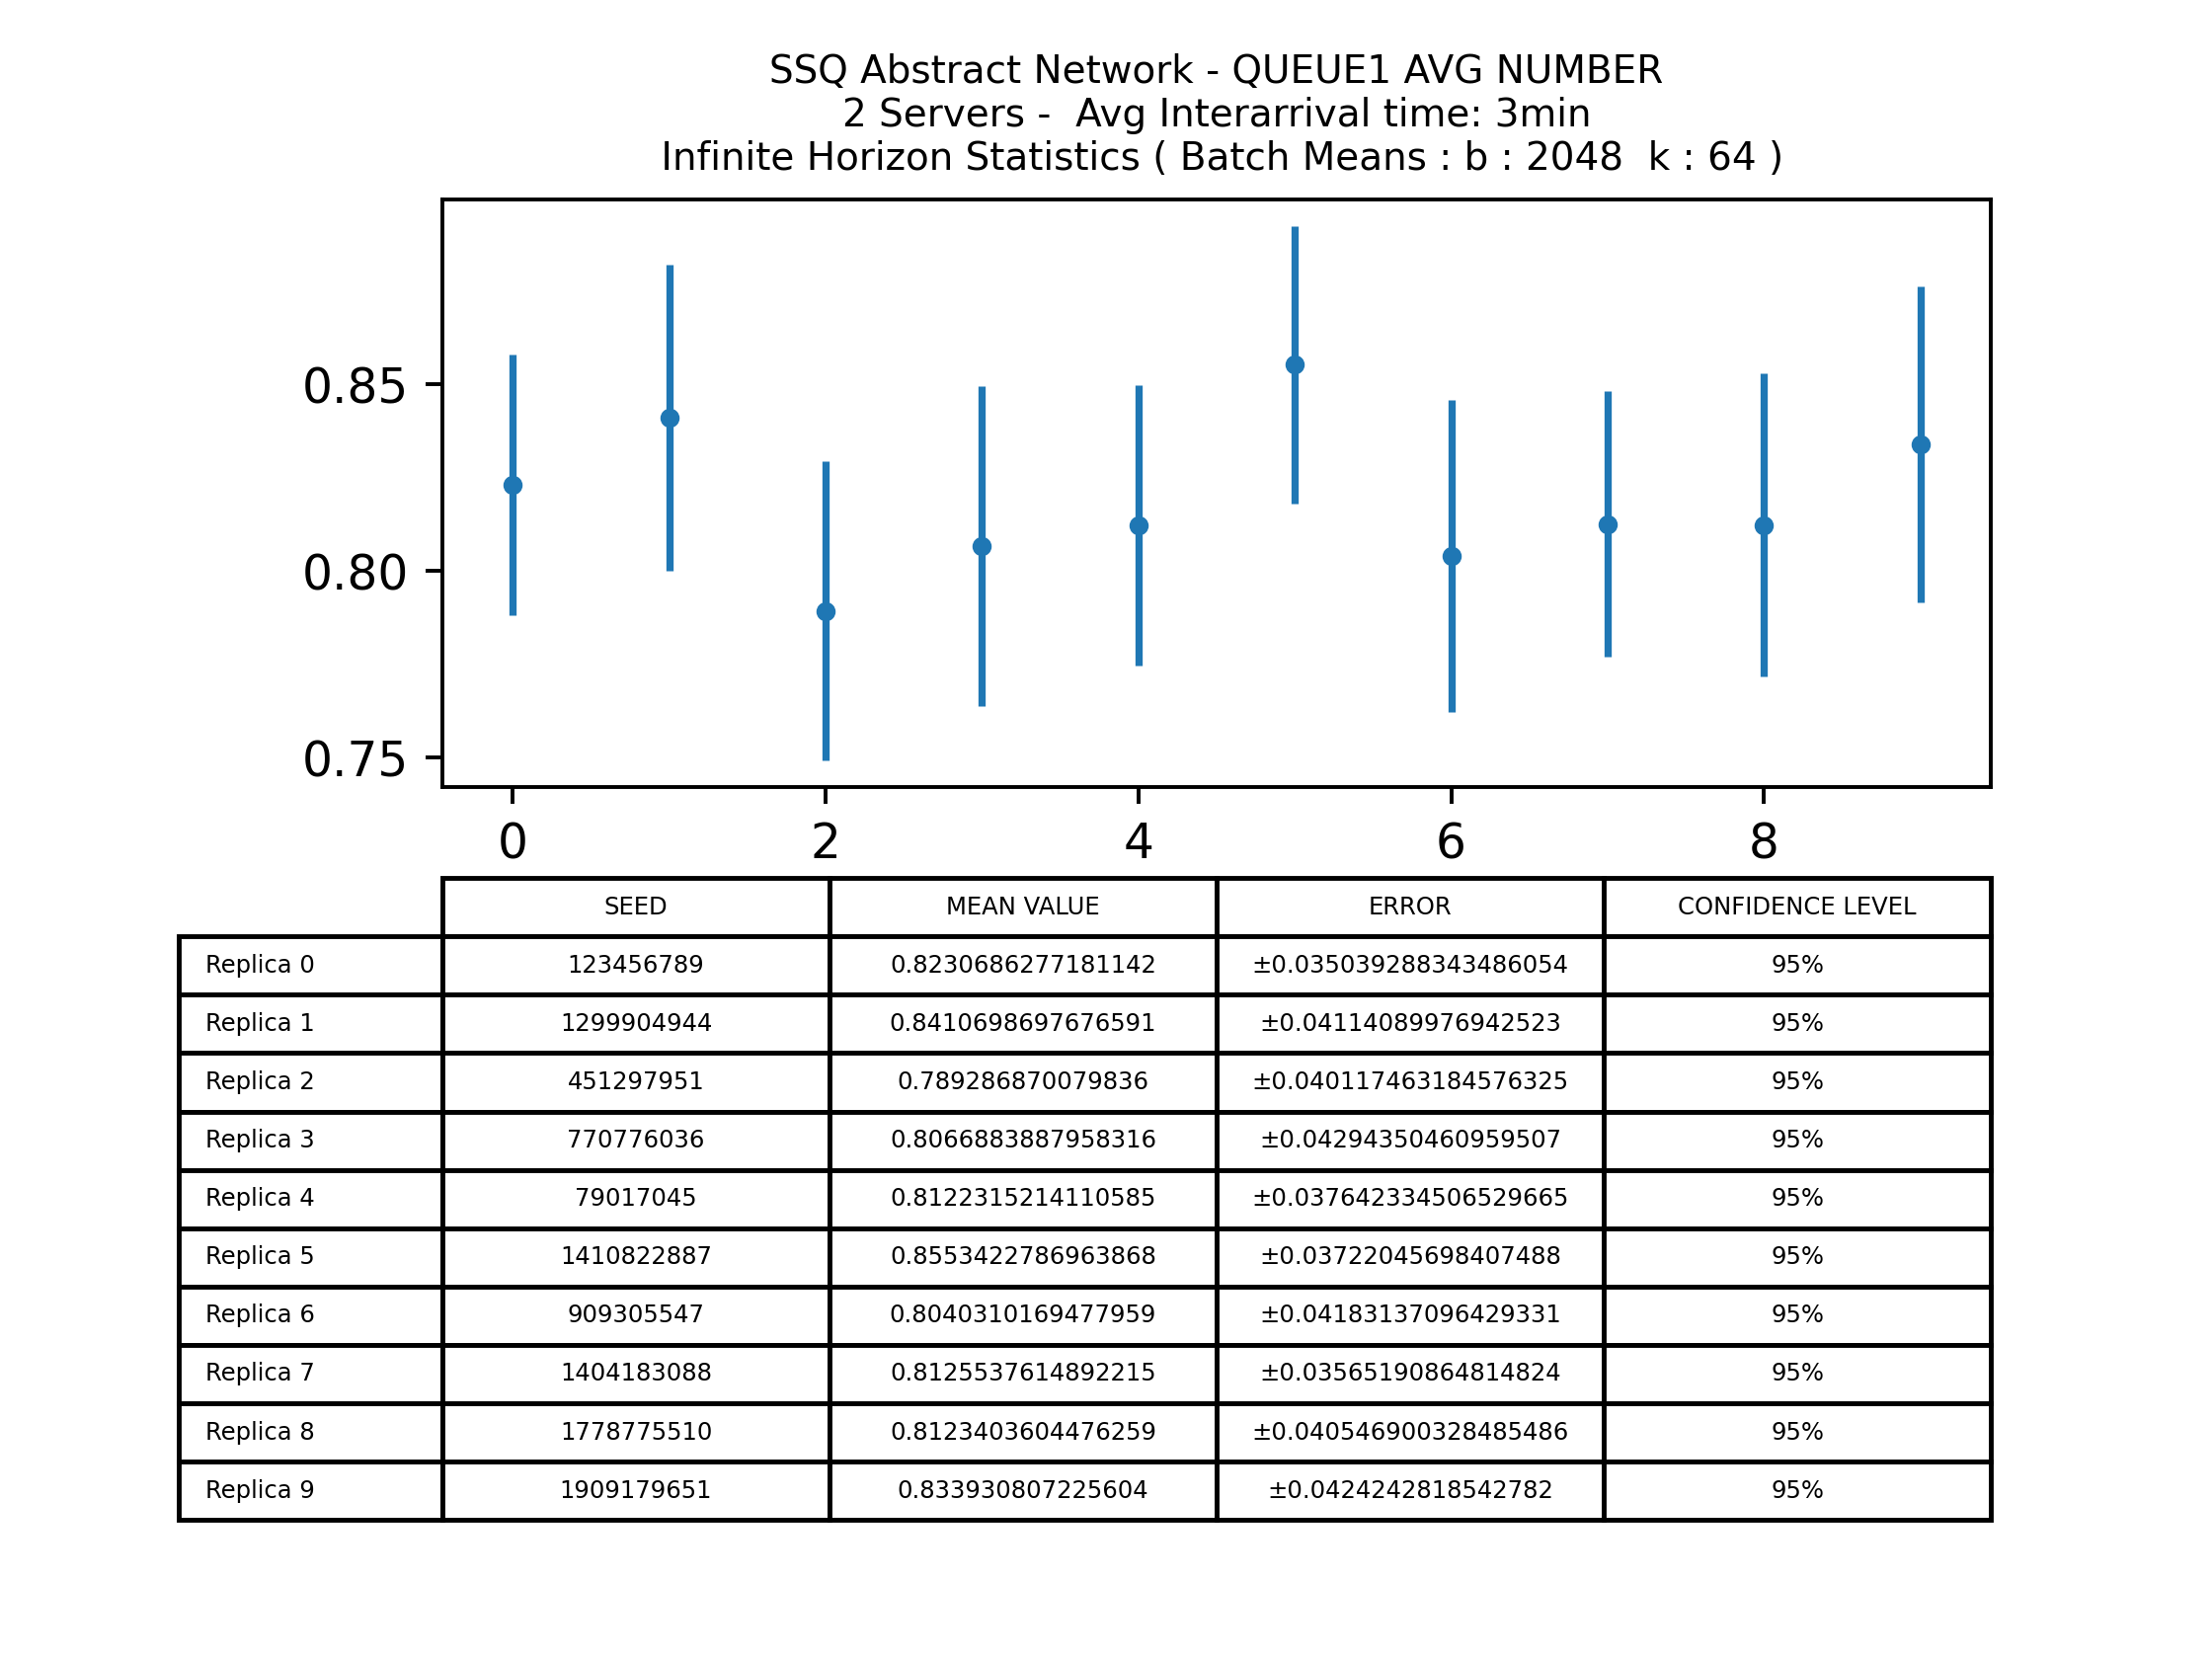 SSQ Abstract Network - QUEUE1 AVG NUMBER
2 Servers -  Avg Interarrival time: 3min
Infinite Horizon Statistics ( Batch Means : b : 2048  k : 64 )
0.85
0.80
0.75
0 2 4 6 8
SEED MEAN VALUE ERROR CONFIDENCE LEVEL
Replica 0 123456789 0.8230686277181142 ±0.035039288343486054 95%
Replica 1 1299904944 0.8410698697676591 ±0.04114089976942523 95%
Replica 2 451297951 0.789286870079836 ±0.040117463184576325 95%
Replica 3 770776036 0.8066883887958316 ±0.04294350460959507 95%
Replica 4 79017045 0.8122315214110585 ±0.037642334506529665 95%
Replica 5 1410822887 0.8553422786963868 ±0.03722045698407488 95%
Replica 6 909305547 0.8040310169477959 ±0.04183137096429331 95%
Replica 7 1404183088 0.8125537614892215 ±0.03565190864814824 95%
Replica 8 1778775510 0.8123403604476259 ±0.040546900328485486 95%
Replica 9 1909179651 0.833930807225604 ±0.0424242818542782 95%